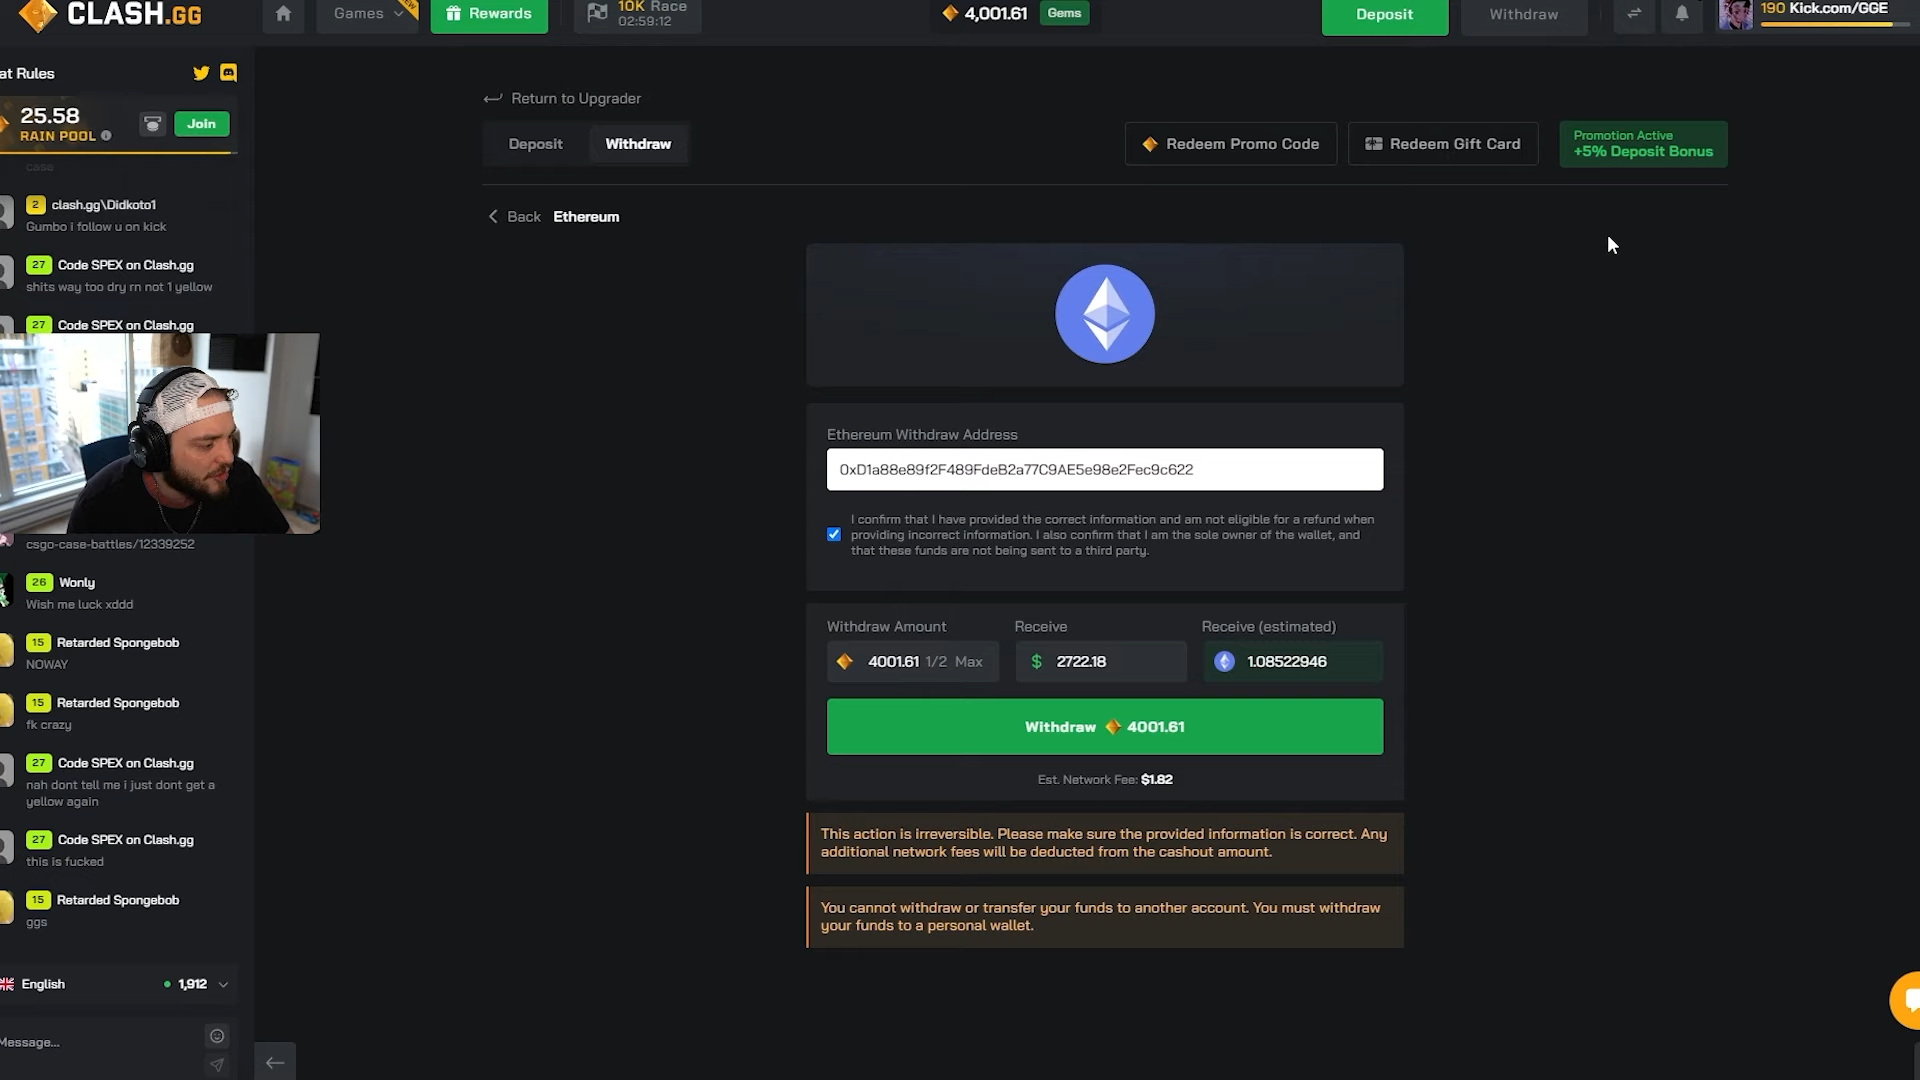 CLASH.GG
Games
NEW
Rewards
10K Race
02:59:12
4,001.61 Gems
Deposit
Withdraw
190 Kick.com/GGE
at Rules
25.58
RAIN POOL
Join
casa
2 clash.gg\Didkoto1
Gumbo i follow u on kick
27 Code SPEX on Clash.gg
shits way too dry rn not 1 yellow
27 Code SPEX on Clash.gg
csgo-case-battles/12339252
26 Wonly
Wish me luck xddd
15 Retarded Spongebob
NOWAY
15 Retarded Spongebob
fk crazy
27 Code SPEX on Clash.gg
nah dont tell me i just dont get a
yellow again
27 Code SPEX on Clash.gg
this is fucked
15 Retarded Spongebob
ggs
English
1,912
Message...
Return to Upgrader
Deposit
Withdraw
Redeem Promo Code
Redeem Gift Card
Promotion Active
+5% Deposit Bonus
Back Ethereum
Ethereum Withdraw Address
0xD1a88e89f2F489FdeB2a77C9AE5e98e2Fec9c622
I confirm that I have provided the correct information and am not eligible for a refund when
providing incorrect information. I also confirm that I am the sole owner of the wallet, and
that these funds are not being sent to a third party.
Withdraw Amount
4001.61 1/2 Max
Receive
$ 2722.18
Receive (estimated)
1.08522946
Withdraw 4001.61
Est. Network Fee: $1.82
This action is irreversible. Please make sure the provided information is correct. Any
additional network fees will be deducted from the cashout amount.
You cannot withdraw or transfer your funds to another account. You must withdraw
your funds to a personal wallet.